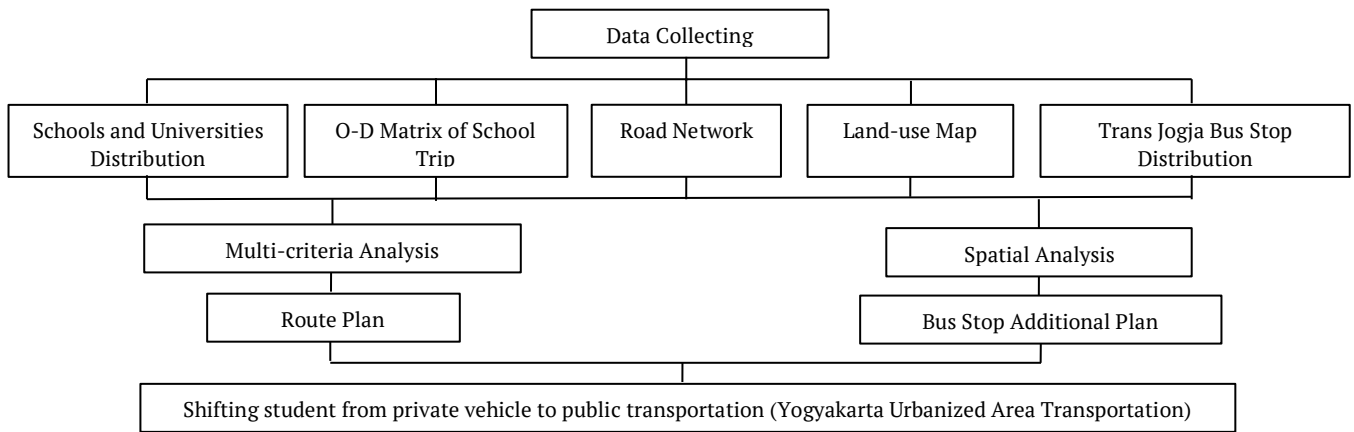 Data Collecting
Schools and Universities
Distribution
O-D Matrix of School
Trip
Road Network
Land-use Map
Trans Jogja Bus Stop
Distribution
Multi-criteria Analysis
Spatial Analysis
Route Plan
Bus Stop Additional Plan
Shifting student from private vehicle to public transportation (Yogyakarta Urbanized Area Transportation)